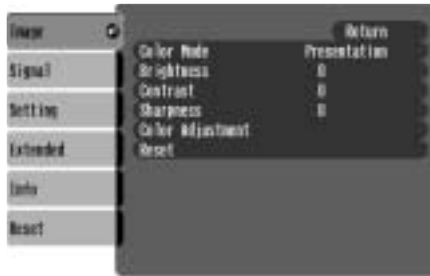 Image
Signal
Setting
Extended
Info
Reset
Return
Color Mode Presentation
Brightness 0
Contrast 0
Sharpness 0
Color Adjustment
Reset